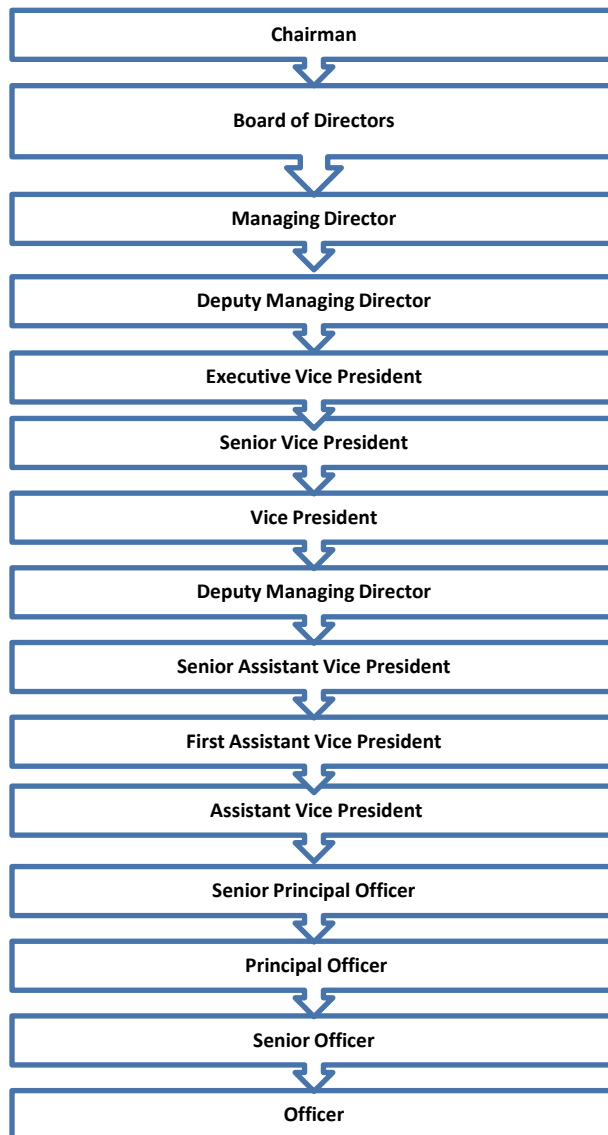 Chairman
Board of Directors
Managing Director
Deputy Managing Director
Executive Vice President
Senior Vice President
Vice President
Deputy Managing Director
Senior Assistant Vice President
First Assistant Vice President
Assistant Vice President
Senior Principal Officer
Principal Officer
Senior Officer
Officer